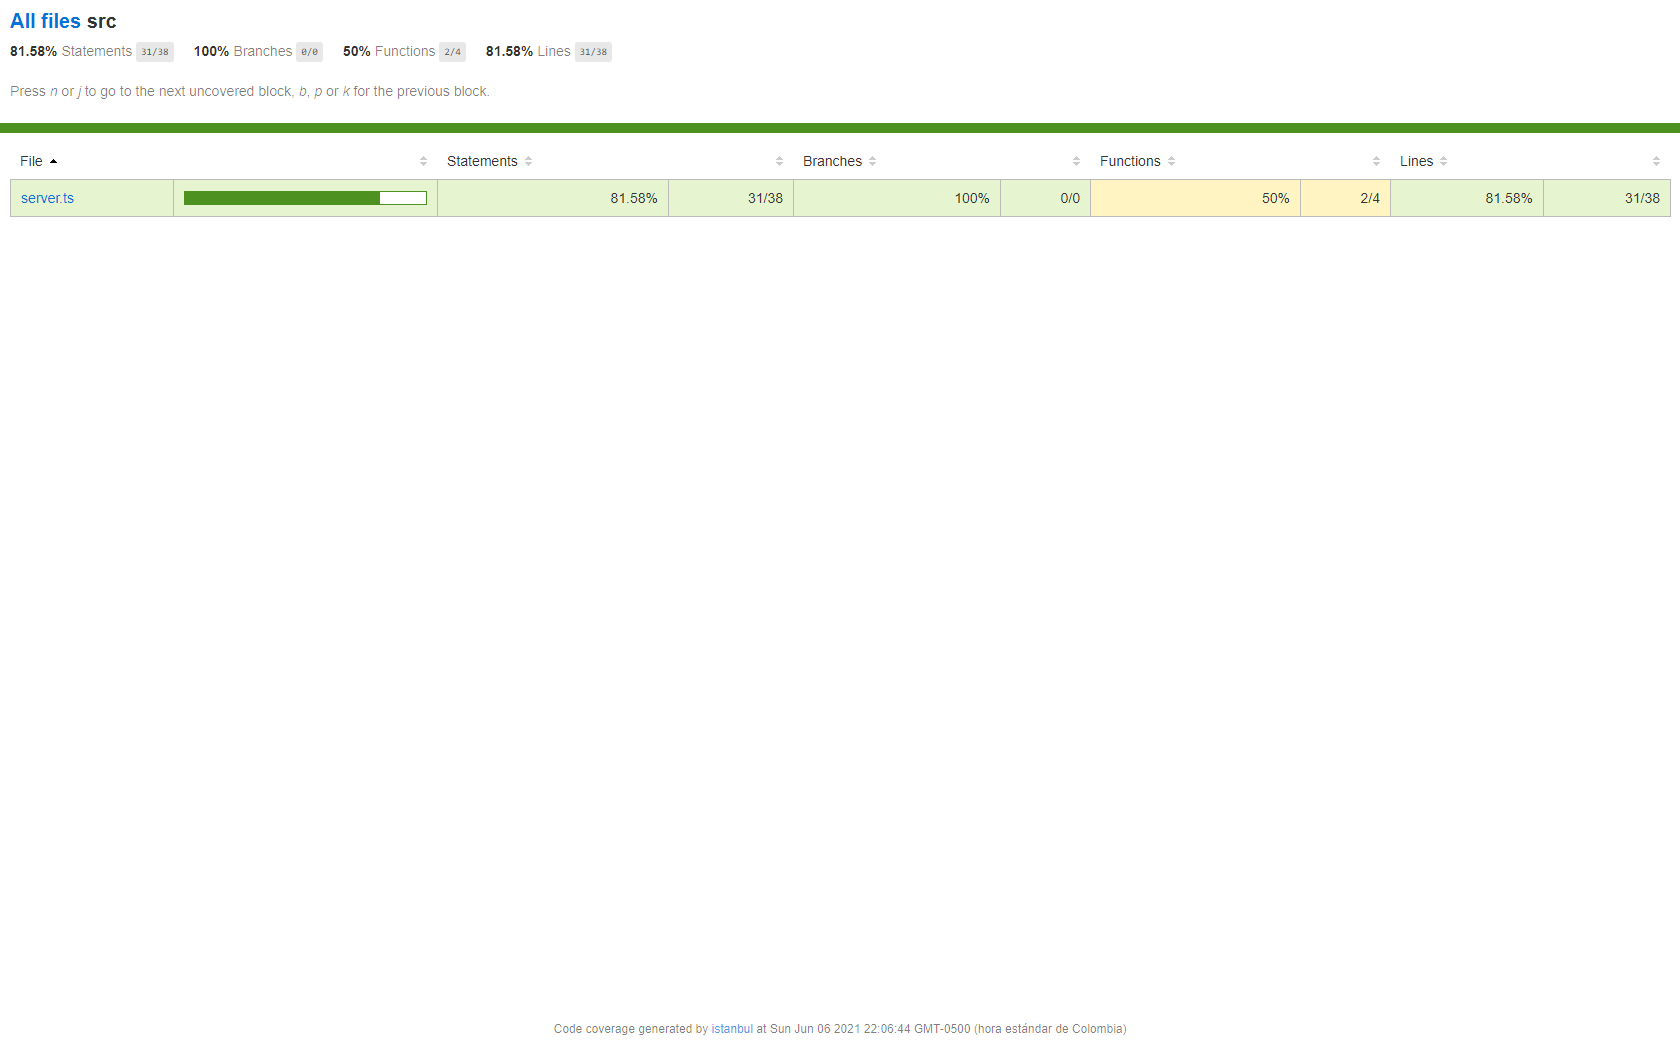 All files src
81.58% Statements 31/38 100% Branches 0/0 50% Functions 2/4 81.58% Lines 31/38
Press n or j to go to the next uncovered block, b, p or k for the previous block.
File Statements Branches Functions Lines
server.ts 81.58% 31/38 100% 0/0 50% 2/4 81.58% 31/38
Code coverage generated by istanbul at Sun Jun 06 2021 22:06:44 GMT-0500 (hora estándar de Colombia)